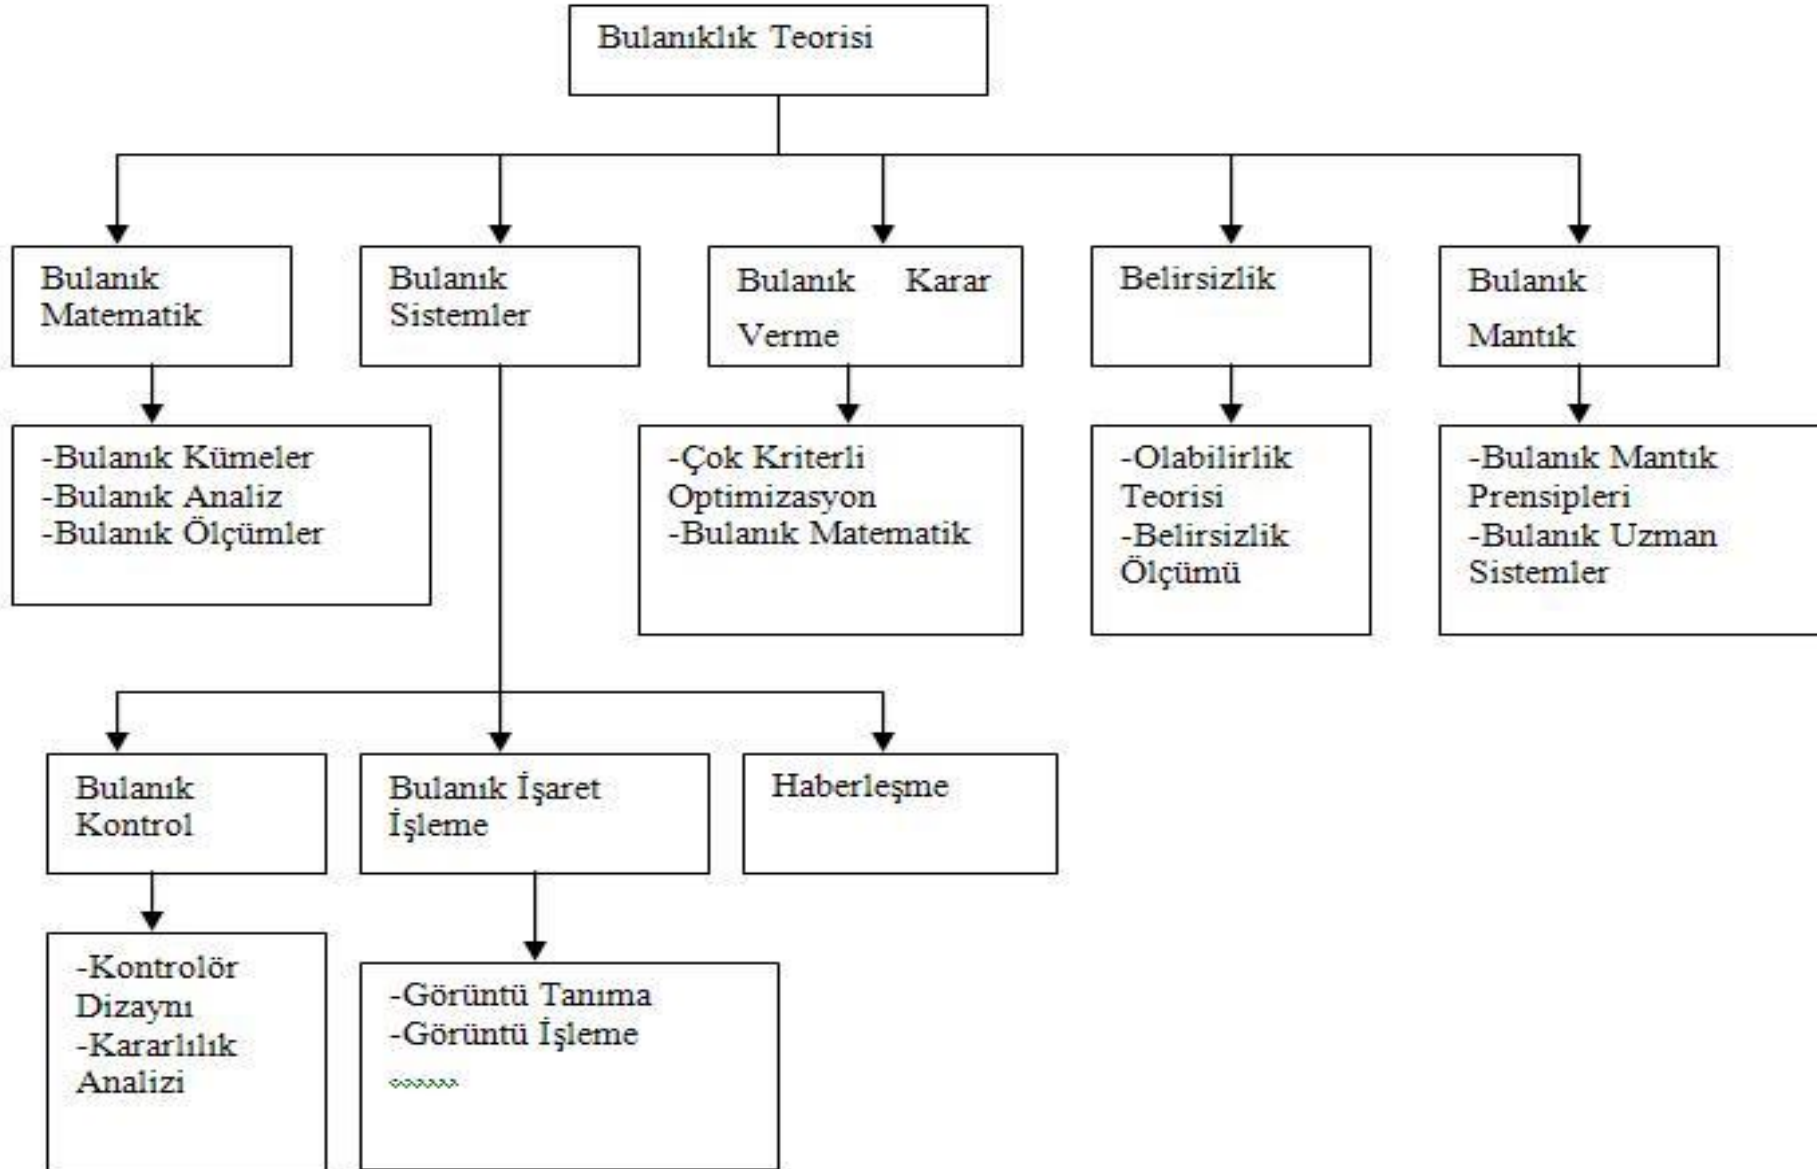 Bulanıklık Teorisi
Bulanık
Matematik
Bulanık
Sistemler
Bulanık Karar
Verme
Belirsizlik
Bulanık
Mantık
-Bulanık Kümeler
-Bulanık Analiz
-Bulanık Ölçümler
-Çok Kriterli
Optimizasyon
-Bulanık Matematik
-Olabilirlik
Teorisi
-Belirsizlik
Ölçümü
-Bulanık Mantık
Prensipleri
-Bulanık Uzman
Sistemler
Bulanık
Kontrol
Bulanık İşaret
İşleme
Haberleşme
-Kontrolör
Dizaynı
-Kararlılık
Analizi
-Görüntü Tanıma
-Görüntü İşleme